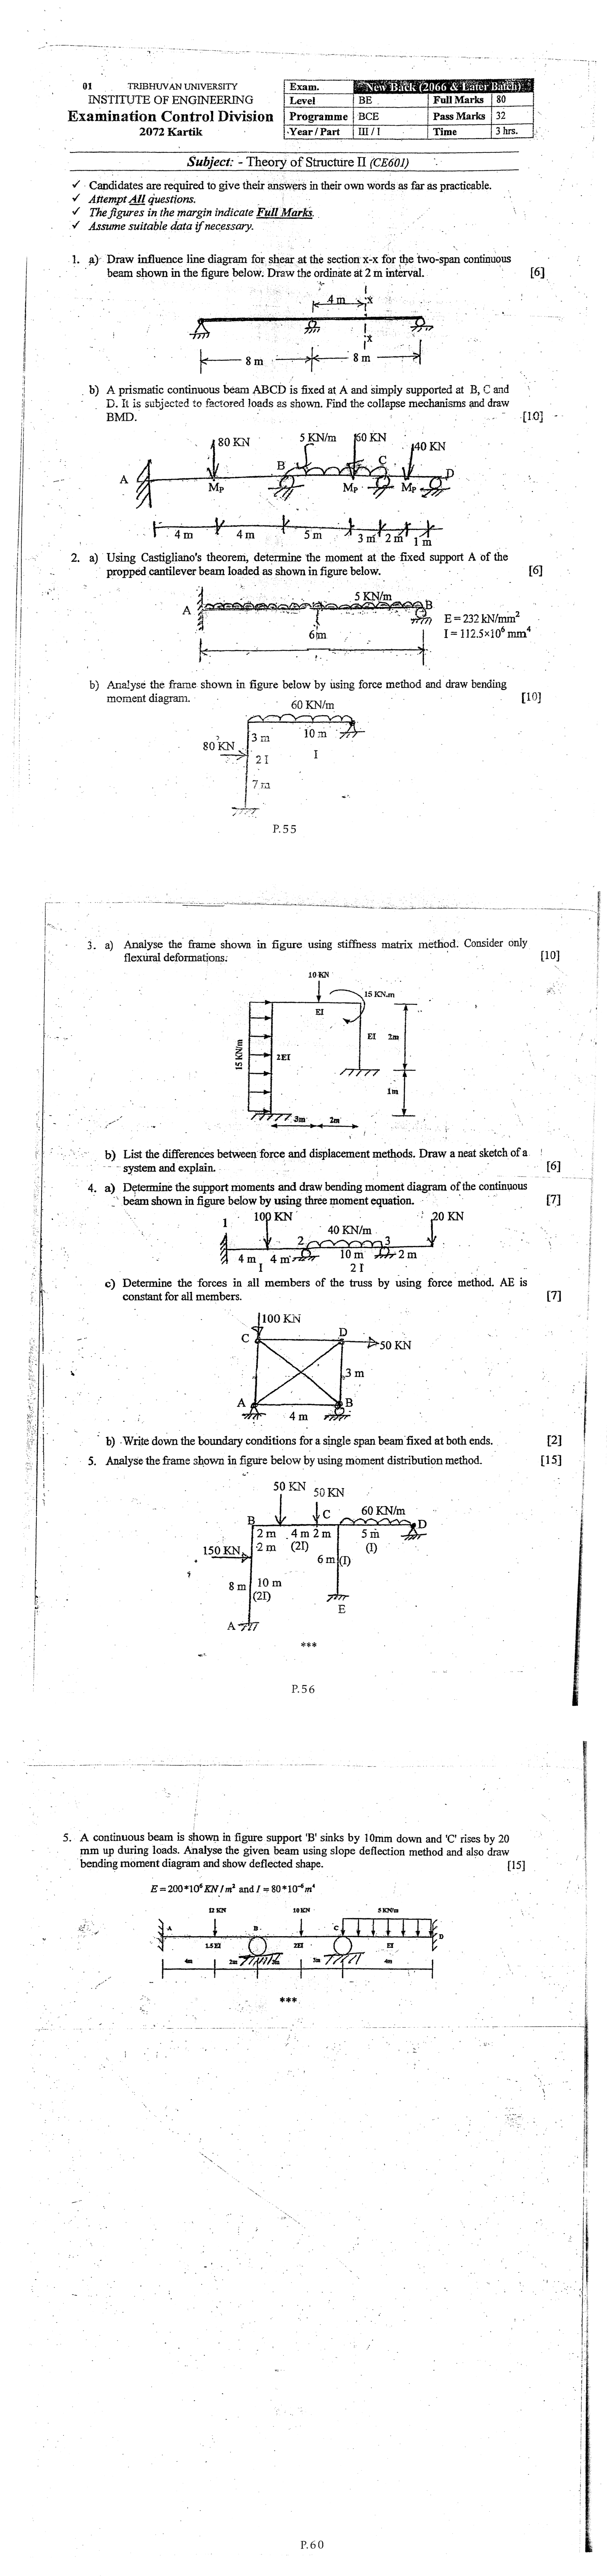 01 TRIBHUVAN UNIVERSITY
INSTITUTE OF ENGINEERING
Examination Control Division
2072 Kartik
Exam. New Back (2066 & Later Batch)
Level BE Full Marks 80
Programme BCE Pass Marks 32
Year / Part III / I Time 3 hrs.
Subject: - Theory of Structure II (CE601)
✓ Candidates are required to give their answers in their own words as far as practicable.
✓ Attempt All questions.
✓ The figures in the margin indicate Full Marks.
✓ Assume suitable data if necessary.
1. a) Draw influence line diagram for shear at the section x-x for the two-span continuous
beam shown in the figure below. Draw the ordinate at 2 m interval. [6]
4 m x
x
8 m 8 m
b) A prismatic continuous beam ABCD is fixed at A and simply supported at B, C and
D. It is subjected to factored loads as shown. Find the collapse mechanisms and draw
BMD. [10]
80 KN 5 KN/m 60 KN 40 KN
A B C D
MP MP MP
4 m 4 m 5 m 3 m 2 m 1 m
2. a) Using Castigliano's theorem, determine the moment at the fixed support A of the
propped cantilever beam loaded as shown in figure below. [6]
5 KN/m
A B
6m
E = 232 kN/mm²
I = 112.5×10⁶ mm⁴
b) Analyse the frame shown in figure below by using force method and draw bending
moment diagram. [10]
60 KN/m
3 m 10 m
80 KN
2 I I
7 m
P.55
3. a) Analyse the frame shown in figure using stiffness matrix method. Consider only
flexural deformations. [10]
10 KN
15 KN.m
EI
EI 2m
15 KN/m
2EI
1m
3m 2m
b) List the differences between force and displacement methods. Draw a neat sketch of a
system and explain. [6]
4. a) Determine the support moments and draw bending moment diagram of the continuous
beam shown in figure below by using three moment equation. [7]
1 100 KN 20 KN
40 KN/m
2 3
4 m 4 m 10 m 2 m
I 2 I
c) Determine the forces in all members of the truss by using force method. AE is
constant for all members. [7]
100 KN
C D
50 KN
3 m
A B
4 m
b) Write down the boundary conditions for a single span beam fixed at both ends. [2]
5. Analyse the frame shown in figure below by using moment distribution method. [15]
50 KN 50 KN
60 KN/m
B C D
2 m 4 m 2 m 5 m
2 m (2I) (I)
150 KN
6 m (I)
8 m 10 m
(2I)
E
A
***
P.56
5. A continuous beam is shown in figure support 'B' sinks by 10mm down and 'C' rises by 20
mm up during loads. Analyse the given beam using slope deflection method and also draw
bending moment diagram and show deflected shape. [15]
E = 200*10⁶ KN / m² and I = 80*10⁻⁶ m⁴
12 KN 10 KN 5 KN/m
A B C D
1.5 EI 2EI EI
4m 2m 3m 3m 4m
***
P.60